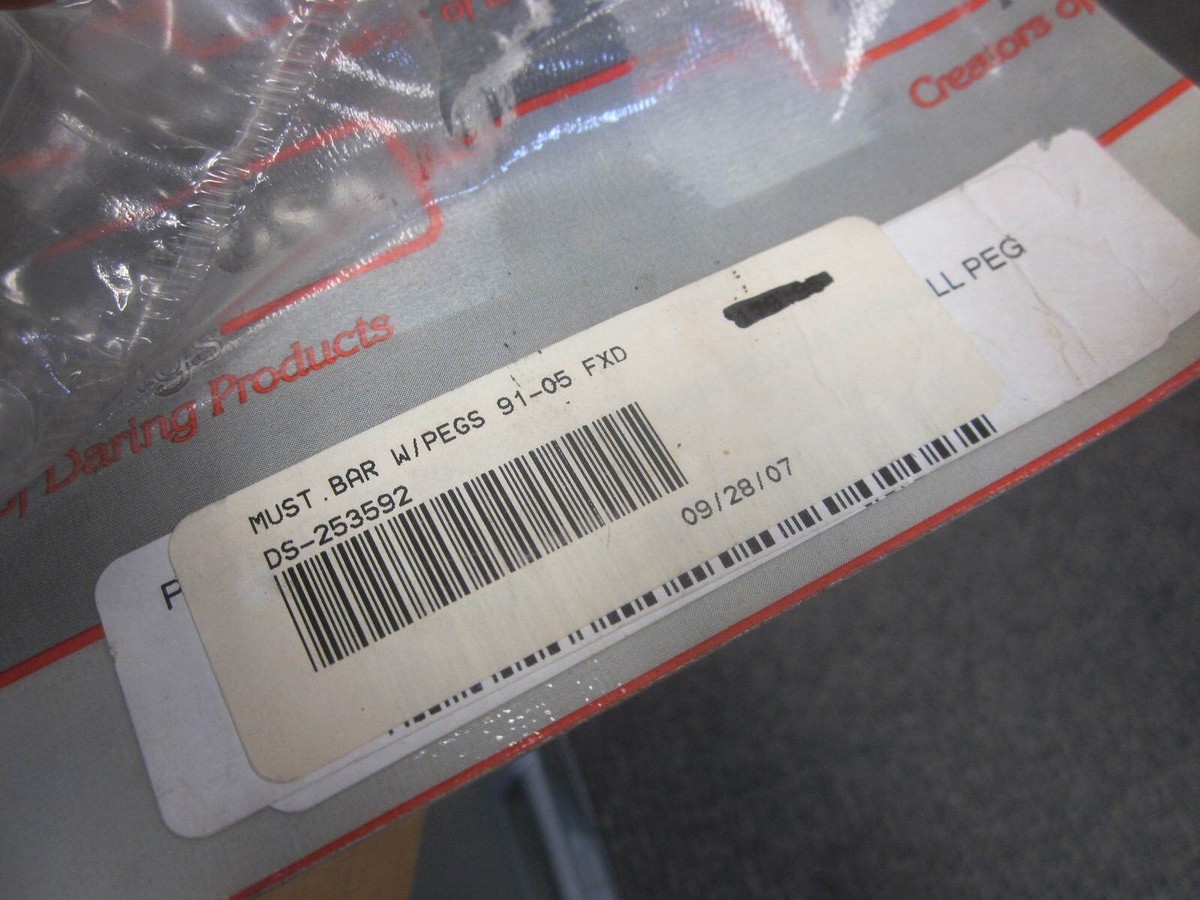 Creators of
Daring Products
LL PEG
P
MUST.BAR W/PEGS 91-05 FXD
DS-253592
09/28/07